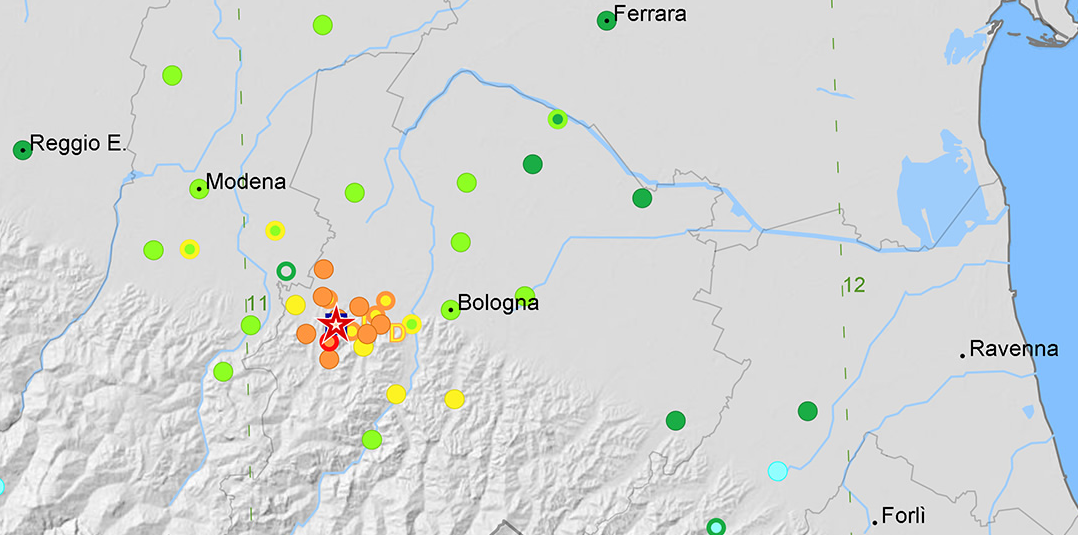 Ferrara
Reggio E.
Modena
12
11
Bologna
D
Ravenna
Forlì